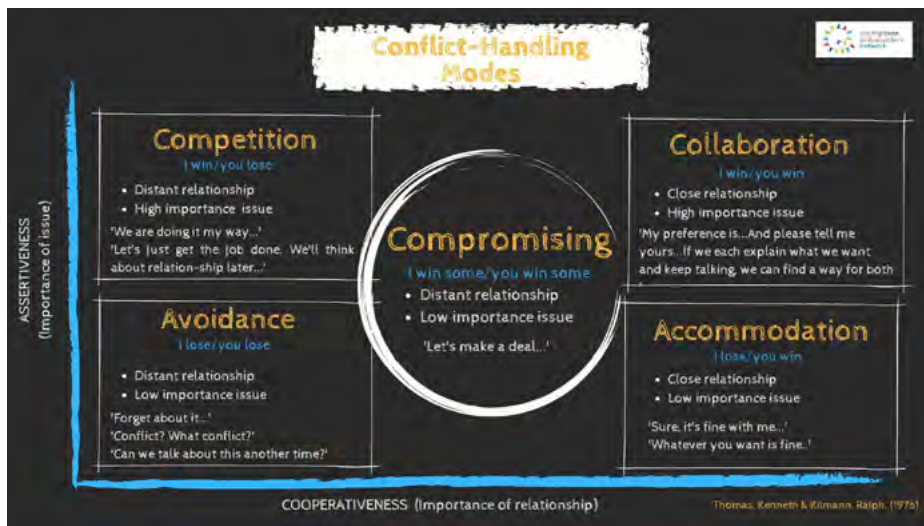 Conflict-Handling
Modes
ASSERTIVENESS
(Importance of issue)
Competition
I win/you lose
• Distant relationship
• High importance issue
'We are doing it my way...'
'Let's just get the job done. We'll think
about relation-ship later...'
Collaboration
I win/you win
• Close relationship
• High importance issue
'My preference is...And please tell me
yours...If we each explain what we want
and keep talking, we can find a way for both
Compromising
I win some/you win some
• Distant relationship
• Low importance issue
'Let's make a deal...'
Avoidance
I lose/you lose
• Distant relationship
• Low importance issue
'Forget about it...'
'Conflict? What conflict?'
'Can we talk about this another time?'
Accommodation
I lose/you win
• Close relationship
• Low importance issue
'Sure, it's fine with me...'
'Whatever you want is fine..'
COOPERATIVENESS (Importance of relationship)
Thomas, Kenneth & Kilmann, Ralph. (1976)